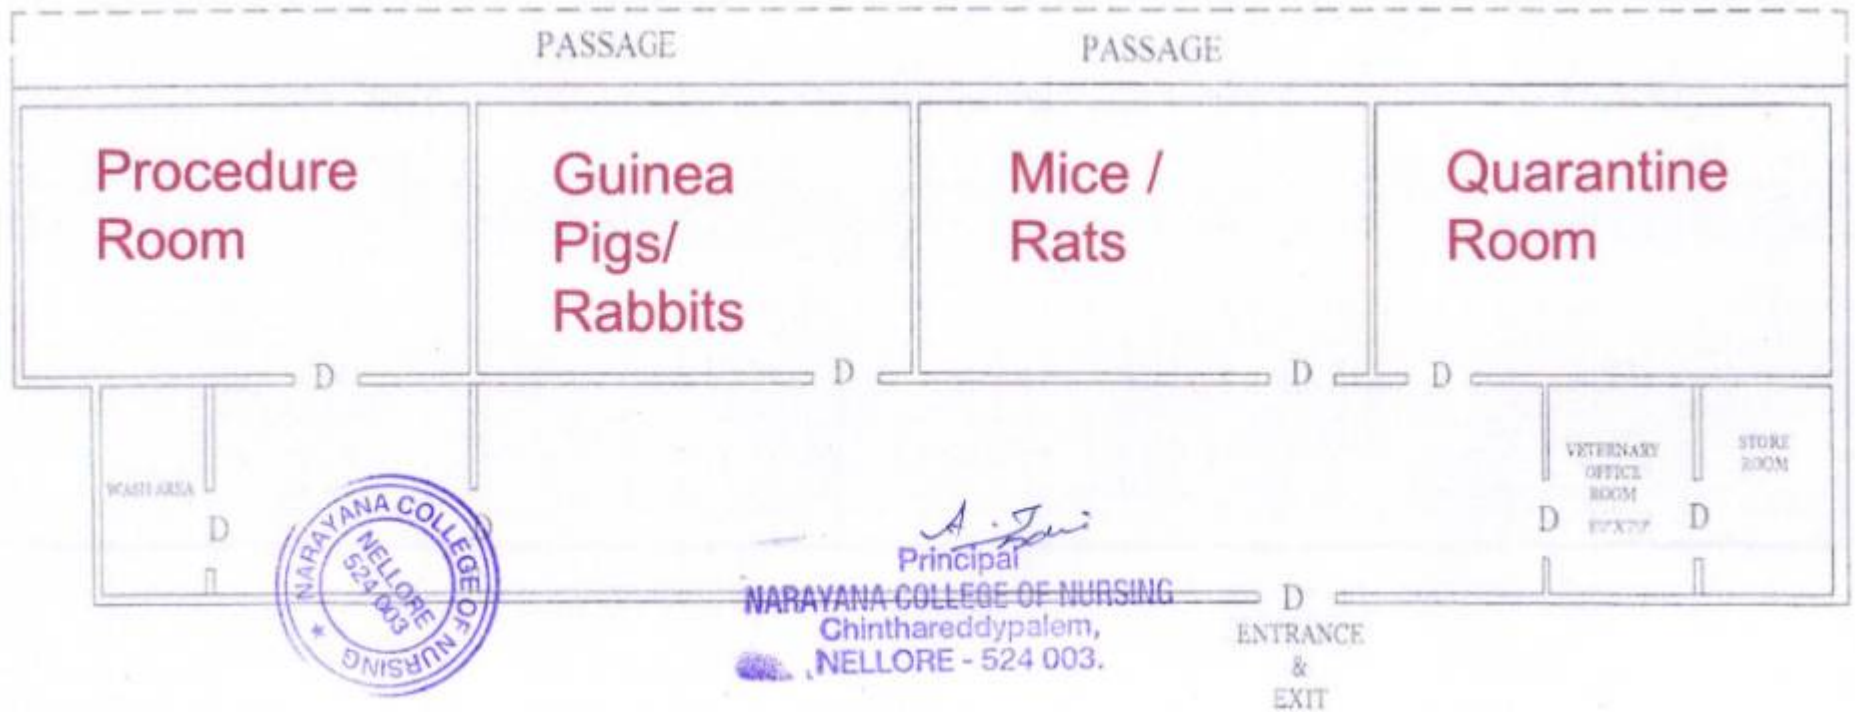 PASSAGE
PASSAGE
Procedure
Room
Guinea
Pigs/
Rabbits
Mice /
Rats
Quarantine
Room
D
D
D
D
WASH AREA
D
D
VETERNARY
OFFICE
ROOM
D
STORE
ROOM
D
NARAYANA COLLEGE OF NURSING
NELLORE
524 003
Principal
NARAYANA COLLEGE OF NURSING
Chinthareddypalem,
NELLORE - 524 003.
D
ENTRANCE
&
EXIT